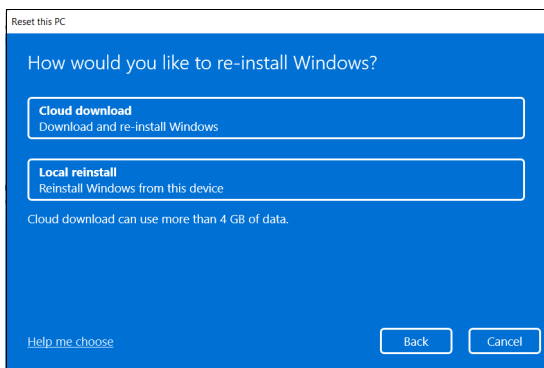 Reset this PC
How would you like to re-install Windows?
Cloud download
Download and re-install Windows
Local reinstall
Reinstall Windows from this device
Cloud download can use more than 4 GB of data.
Help me choose
Back
Cancel